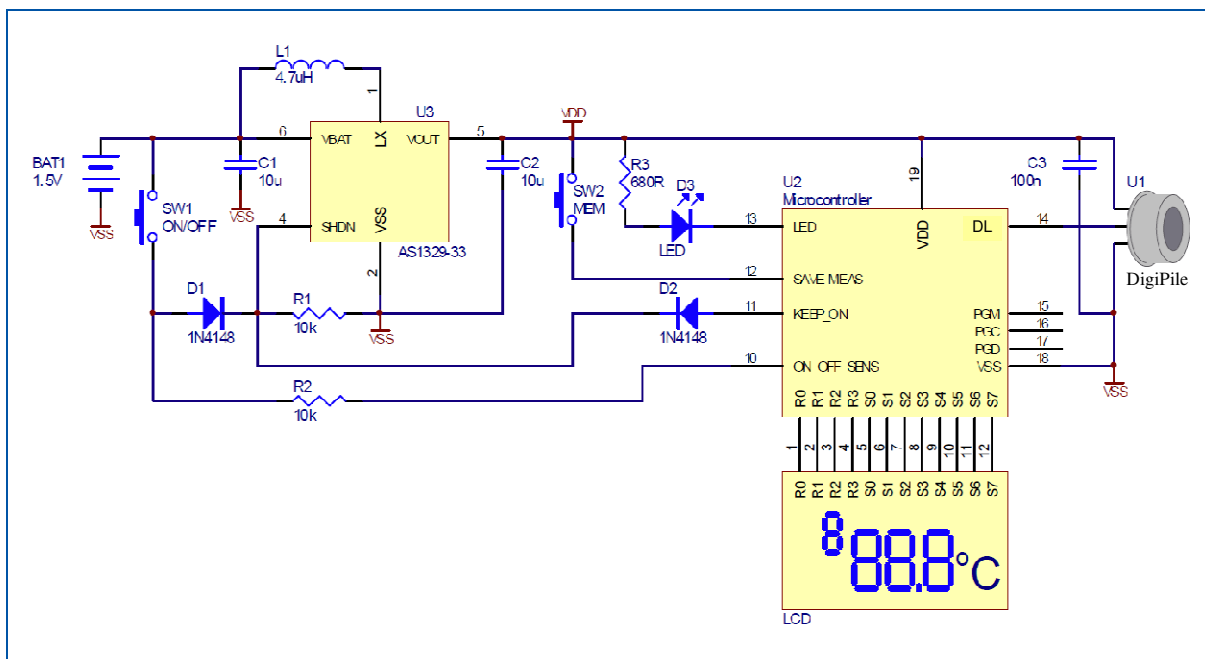 L1
4.7uH
1
U3
VDD
6
VBAT
LX
VOUT
5
BAT1
1.5V
C1
10u
C2
10u
SW2
MEM
R3
680R
D3
LED
19
C3
100n
U1
U2
Microcontroller
VSS
VSS
SW1
ON/OFF
4
SHDN
VSS
AS1329-33
2
13
LED
VDD
DL
14
DigiPile
12
SAVE_MEAS
D1
1N4148
R1
10k
VSS
D2
1N4148
11
KEEP_ON
PGM
15
PGC
16
PGD
17
R2
10k
10
ON_OFF_SENS
VSS
18
VSS
R0 R1 R2 R3 S0 S1 S2 S3 S4 S5 S6 S7
1 2 3 4 5 6 7 8 9 10 11 12
R0 R1 R2 R3 S0 S1 S2 S3 S4 S5 S6 S7
8 88.8°C
LCD